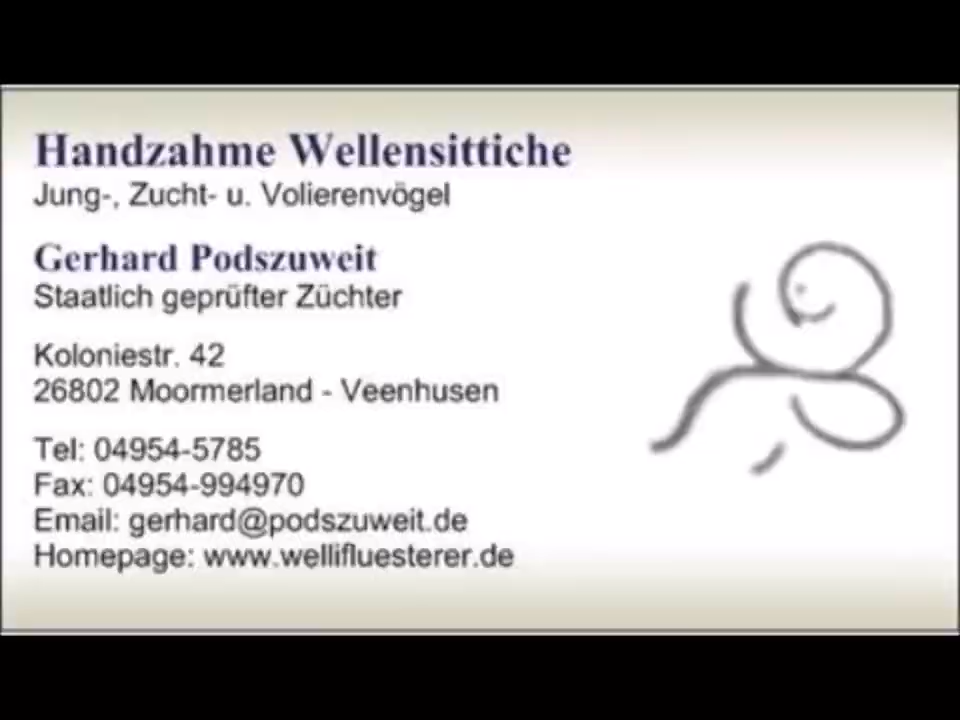 Handzahme Wellensittiche
Jung-, Zucht- u. Volierenvögel
Gerhard Podszuweit
Staatlich geprüfter Züchter
Koloniestr. 42
26802 Moormerland - Veenhusen
Tel: 04954-5785
Fax: 04954-994970
Email: gerhard@podszuweit.de
Homepage: www.wellifluesterer.de